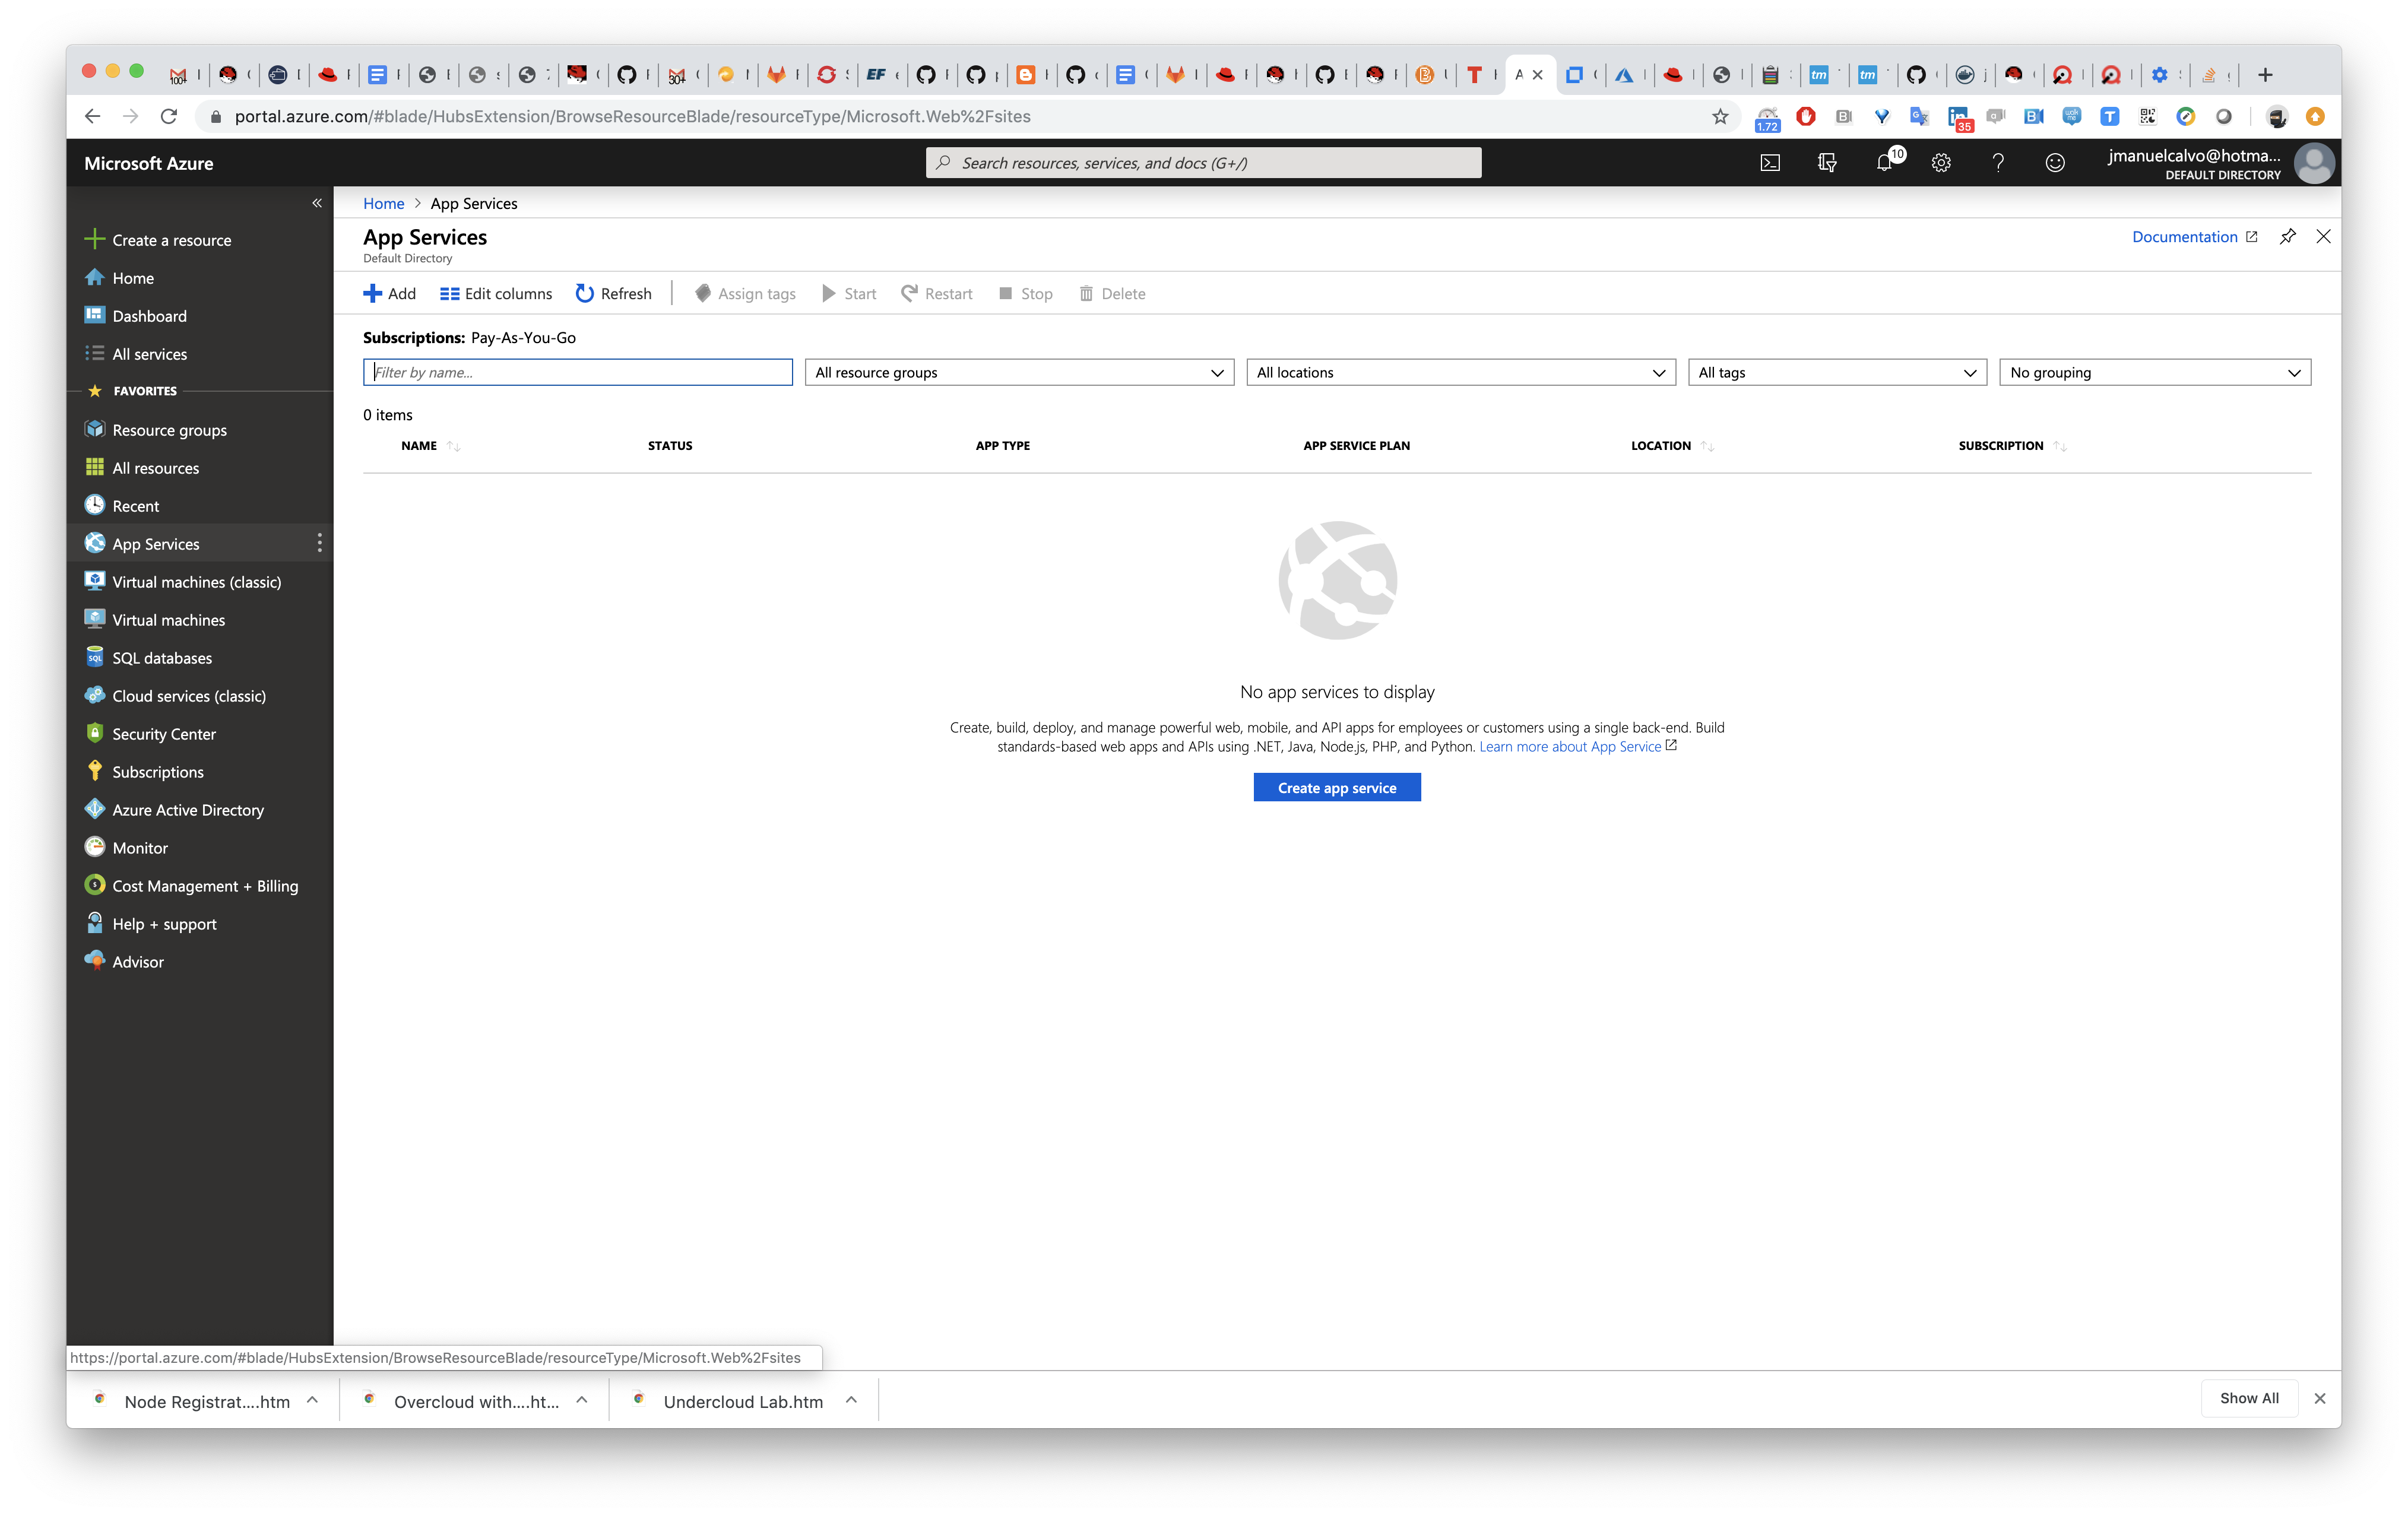 portal.azure.com/#blade/HubsExtension/BrowseResourceBlade/resourceType/Microsoft.Web%2Fsites
1.72
35
Microsoft Azure
Search resources, services, and docs (G+/)
10
jmanuelcalvo@hotma...
DEFAULT DIRECTORY
«
Home > App Services
Create a resource
Home
Dashboard
All services
FAVORITES
Resource groups
All resources
Recent
App Services
Virtual machines (classic)
Virtual machines
SQL databases
Cloud services (classic)
Security Center
Subscriptions
Azure Active Directory
Monitor
Cost Management + Billing
Help + support
Advisor
App Services
Default Directory
Documentation
Add
Edit columns
Refresh
Assign tags
Start
Restart
Stop
Delete
Subscriptions: Pay-As-You-Go
Filter by name...
All resource groups
All locations
All tags
No grouping
0 items
NAME
STATUS
APP TYPE
APP SERVICE PLAN
LOCATION
SUBSCRIPTION
No app services to display
Create, build, deploy, and manage powerful web, mobile, and API apps for employees or customers using a single back-end. Build
standards-based web apps and APIs using .NET, Java, Node.js, PHP, and Python. Learn more about App Service
Create app service
https://portal.azure.com/#blade/HubsExtension/BrowseResourceBlade/resourceType/Microsoft.Web%2Fsites
Node Registrat....htm
Overcloud with....ht...
Undercloud Lab.htm
Show All